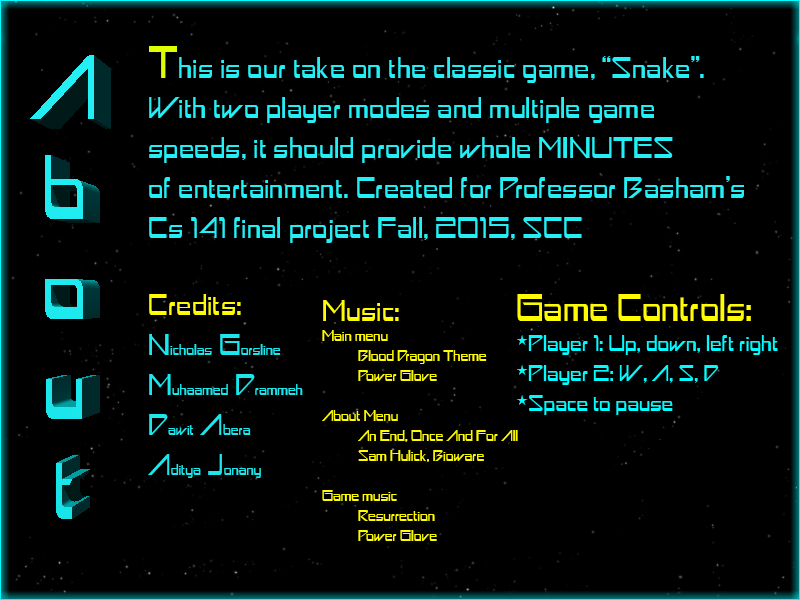 About
This is our take on the classic game, “Snake”.
With two player modes and multiple game
speeds, it should provide whole MINUTES
of entertainment. Created for Professor Basham's
Cs 141 final project Fall, 2015, SCC
Credits:
Nicholas Gorsline
Muhaamed Drammeh
Dawit Abera
Aditya Jonany
Music:
Main menu
Blood Dragon Theme
Power Glove
About Menu
An End, Once And For All
Sam Hulick, Bioware
Game music
Resurrection
Power Glove
Game Controls:
*Player 1: Up, down, left right
*Player 2: W, A, S, D
*Space to pause